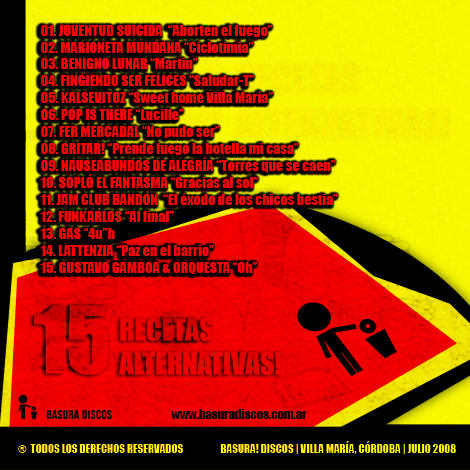 01. JUVENTUD SUICIDA "Aborten el fuego"
02. MARIONETA MUNDANA "Ciclotimia"
03. BENIGNO LUNAR "Martin"
04. FINGIENDO SER FELICES "Saludar-T"
05. KALSEVITOZ "Sweet home Villa María"
06. POP IS THERE "Lucille"
07. FER MERCADAL "No pudo ser"
08. GRITAR! "Prende fuego la botella mi casa"
09. NAUSEABUNDOS DE ALEGRÍA "Torres que se caen"
10. SOPLO EL FANTASMA "Gracias al sol"
11. JAM CLUB BANDON "El éxodo de los chicos bestia"
12. FUNKARLOS "Al final"
13. GAS "4u"h
14. LATTENZIA "Paz en el barrio"
15. GUSTAVO GAMBOA & ORQUESTA "Oh"
15 RECETAS
ALTERNATIVAS!
BASURA DISCOS
www.basuradiscos.com.ar
® TODOS LOS DERECHOS RESERVADOS
BASURA! DISCOS | VILLA MARÍA, CÓRDOBA | JULIO 2008